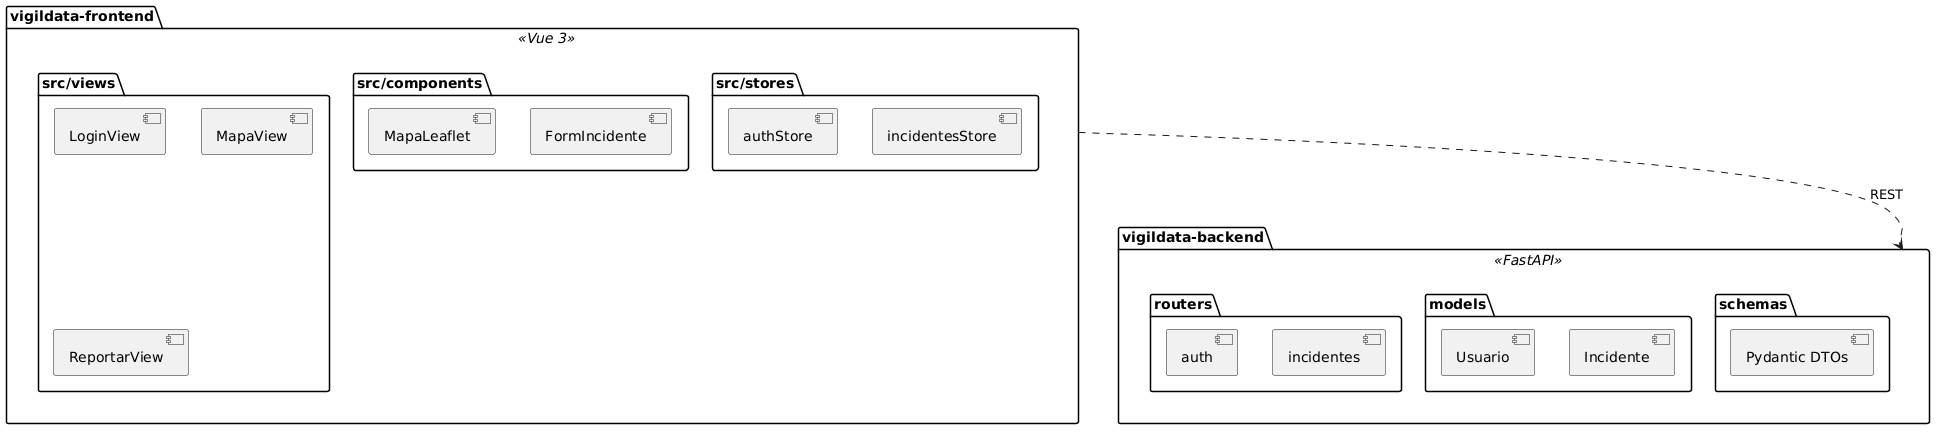 vigildata-frontend
«Vue 3»
src/views
LoginView
MapaView
ReportarView
src/components
MapaLeaflet
FormIncidente
src/stores
authStore
incidentesStore
REST
vigildata-backend
«FastAPI»
routers
auth
incidentes
models
Usuario
Incidente
schemas
Pydantic DTOs